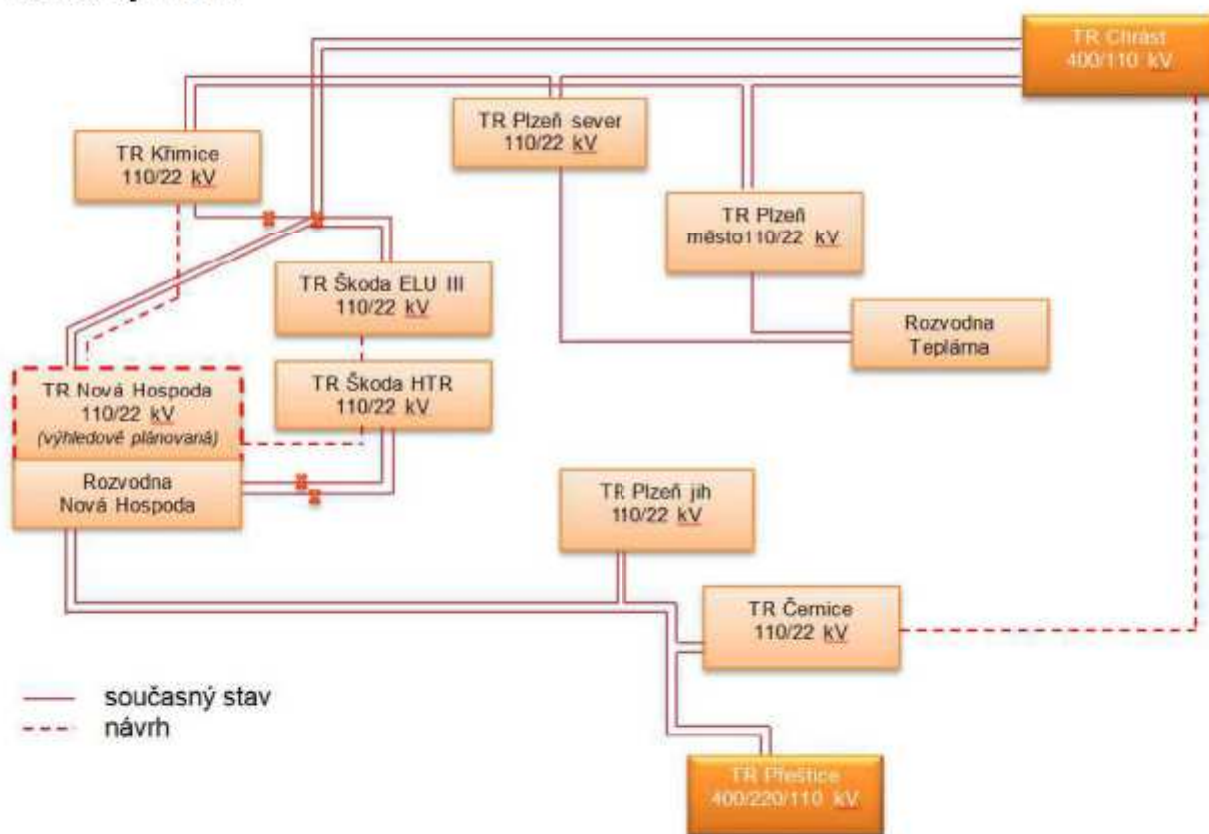 TR Chrást
400/110 kV
TR Plzeň sever
110/22 kV
TR Křimice
110/22 kV
TR Plzeň
město110/22 kV
TR Škoda ELU III
110/22 kV
Rozvodna
Teplárna
TR Škoda HTR
110/22 kV
TR Nová Hospoda
110/22 kV
(výhledově plánovaná)
Rozvodna
Nová Hospoda
TR Plzeň jih
110/22 kV
TR Černice
110/22 kV
současný stav
návrh
TR Přeštice
400/220/110 kV